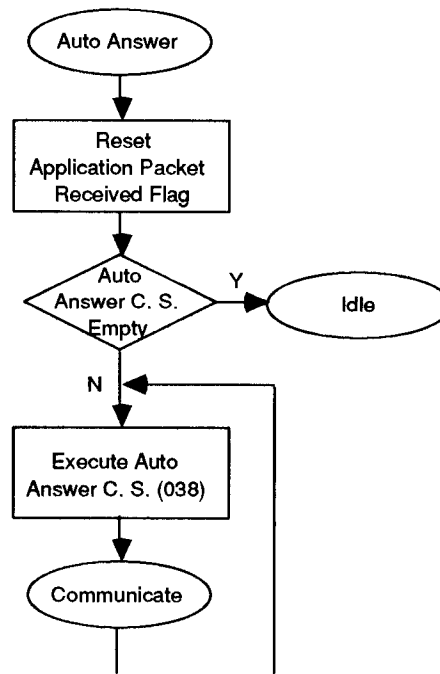 Auto Answer
Reset
Application Packet
Received Flag
Auto
Answer C. S.
Empty
Y
Idle
N
Execute Auto
Answer C. S. (038)
Communicate